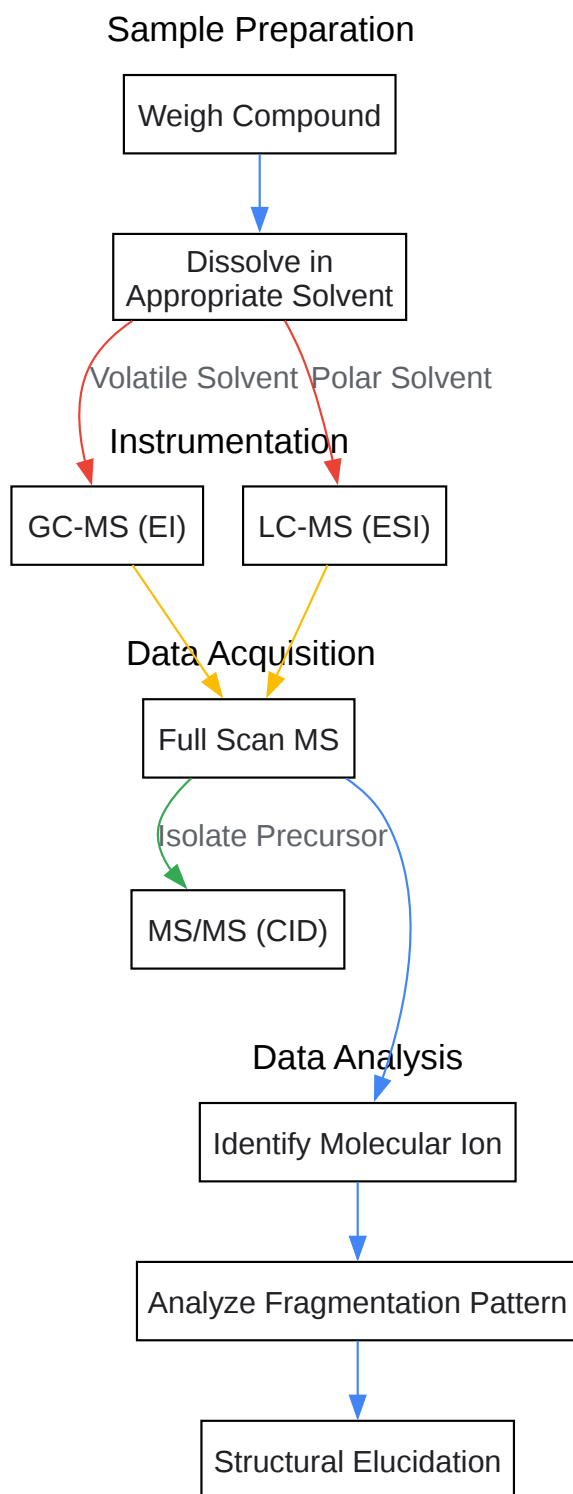 Sample Preparation
Weigh Compound
Dissolve in
Appropriate Solvent
Volatile Solvent
Polar Solvent
Instrumentation
GC-MS (EI)
LC-MS (ESI)
Data Acquisition
Full Scan MS
Isolate Precursor
MS/MS (CID)
Data Analysis
Identify Molecular Ion
Analyze Fragmentation Pattern
Structural Elucidation